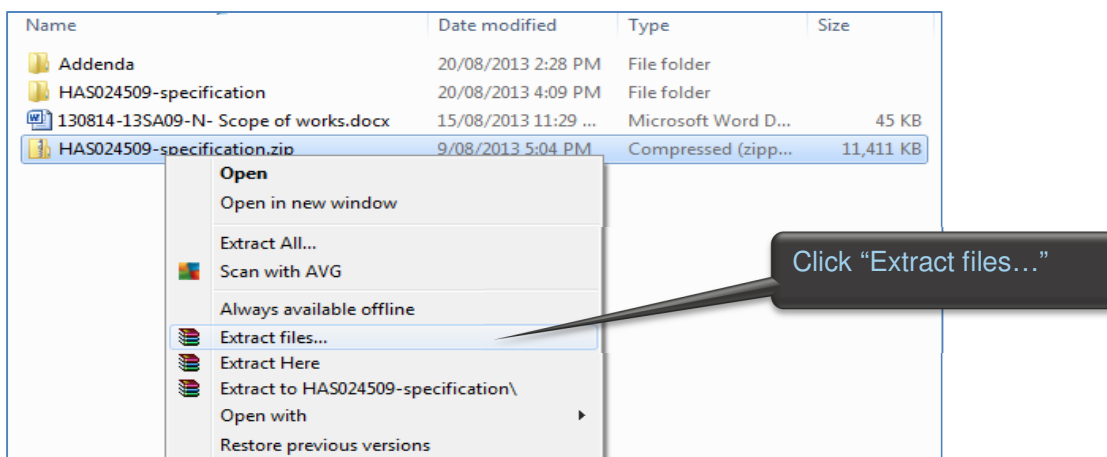 Name Date modified Type Size
Addenda 20/08/2013 2:28 PM File folder
HAS024509-specification 20/08/2013 4:09 PM File folder
130814-13SA09-N- Scope of works.docx 15/08/2013 11:29 ... Microsoft Word D... 45 KB
HAS024509-specification.zip 9/08/2013 5:04 PM Compressed (zipp... 11,411 KB
Open
Open in new window
Extract All...
Scan with AVG
Always available offline
Extract files...
Extract Here
Extract to HAS024509-specification\
Open with
Restore previous versions
Click “Extract files…”